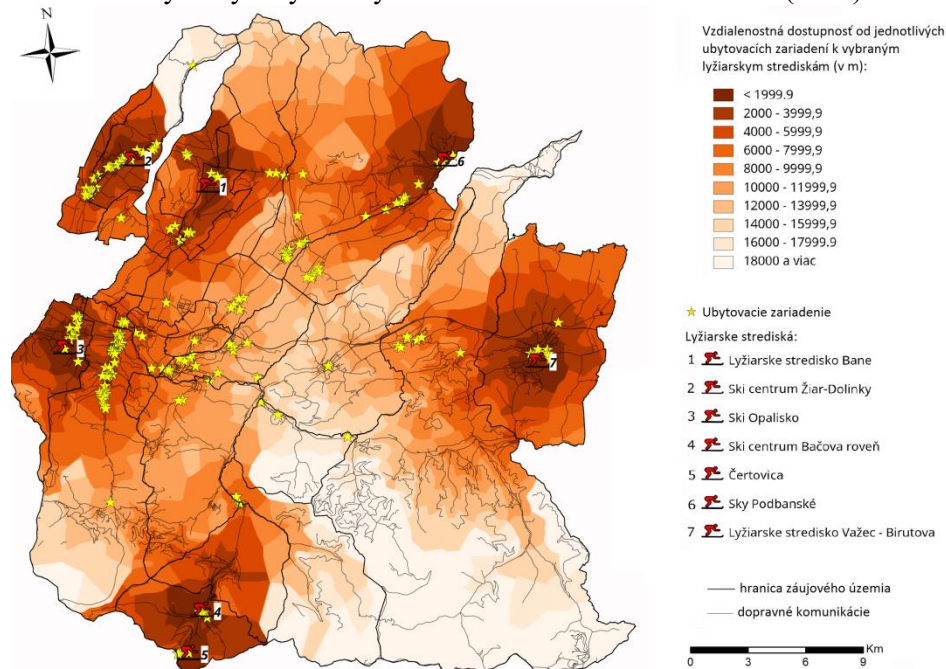 N
Vzdialenostná dostupnosť od jednotlivých
ubytovacích zariadení k vybraným
lyžiarskym strediskám (v m):
< 1999.9
2000 - 3999,9
4000 - 5999,9
6000 - 7999,9
8000 - 9999,9
10000 - 11999,9
12000 - 13999,9
14000 - 15999,9
16000 - 17999.9
18000 a viac
Ubytovacie zariadenie
Lyžiarske strediská:
1 Lyžiarske stredisko Bane
2 Ski centrum Žiar-Dolinky
3 Ski Opalisko
4 Ski centrum Bačova roveň
5 Čertovica
6 Sky Podbanské
7 Lyžiarske stredisko Važec - Birutova
hranica záujového územia
dopravné komunikácie
0 3 6 9 Km
2
6
1
3
7
4
5